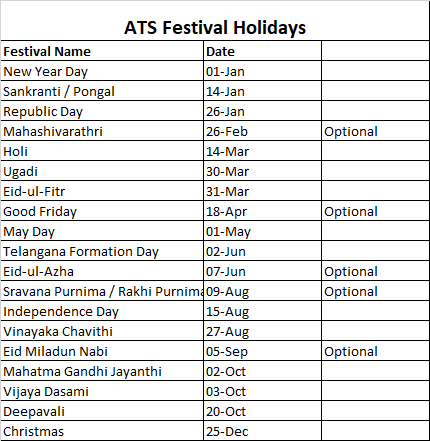 ATS Festival Holidays
Festival Name Date
New Year Day 01-Jan
Sankranti / Pongal 14-Jan
Republic Day 26-Jan
Mahashivarathri 26-Feb Optional
Holi 14-Mar
Ugadi 30-Mar
Eid-ul-Fitr 31-Mar
Good Friday 18-Apr Optional
May Day 01-May
Telangana Formation Day 02-Jun
Eid-ul-Azha 07-Jun Optional
Sravana Purnima / Rakhi Purnima 09-Aug Optional
Independence Day 15-Aug
Vinayaka Chavithi 27-Aug
Eid Miladun Nabi 05-Sep Optional
Mahatma Gandhi Jayanthi 02-Oct
Vijaya Dasami 03-Oct
Deepavali 20-Oct
Christmas 25-Dec